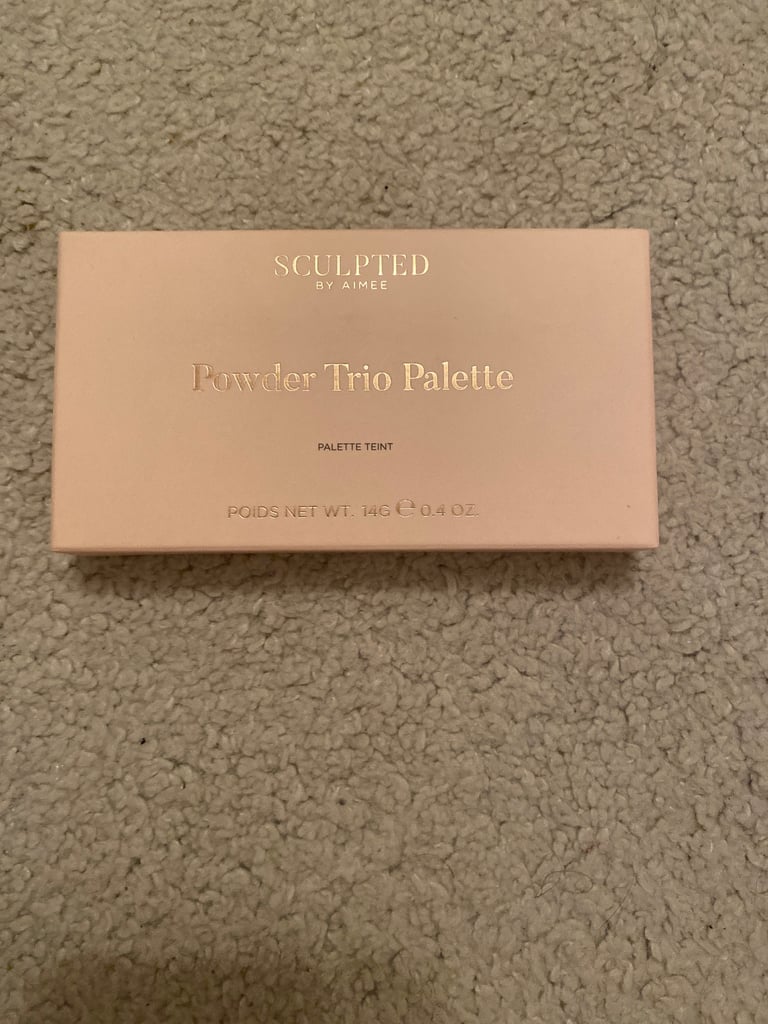 SCULPTED
BY AIMEE
Powder Trio Palette
PALETTE TEINT
POIDS NET WT. 14G ℮ 0.4 OZ.